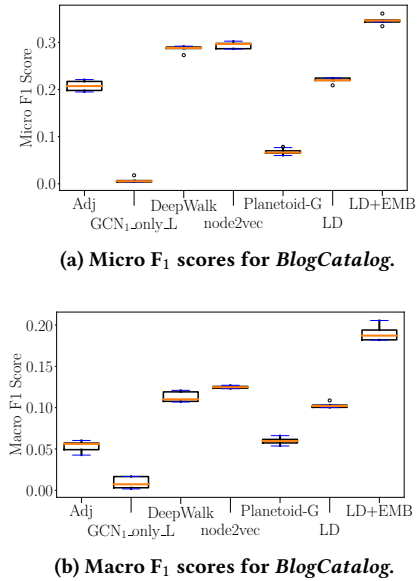 Micro F1 Score
0.3
0.2
0.1
0.0
Adj
DeepWalk
Planetoid-G
LD+EMB
GCN₁_only_L
node2vec
LD
(a) Micro F₁ scores for BlogCatalog.
Macro F1 Score
0.20
0.15
0.10
0.05
0.00
Adj
DeepWalk
Planetoid-G
LD+EMB
GCN₁_only_L
node2vec
LD
(b) Macro F₁ scores for BlogCatalog.